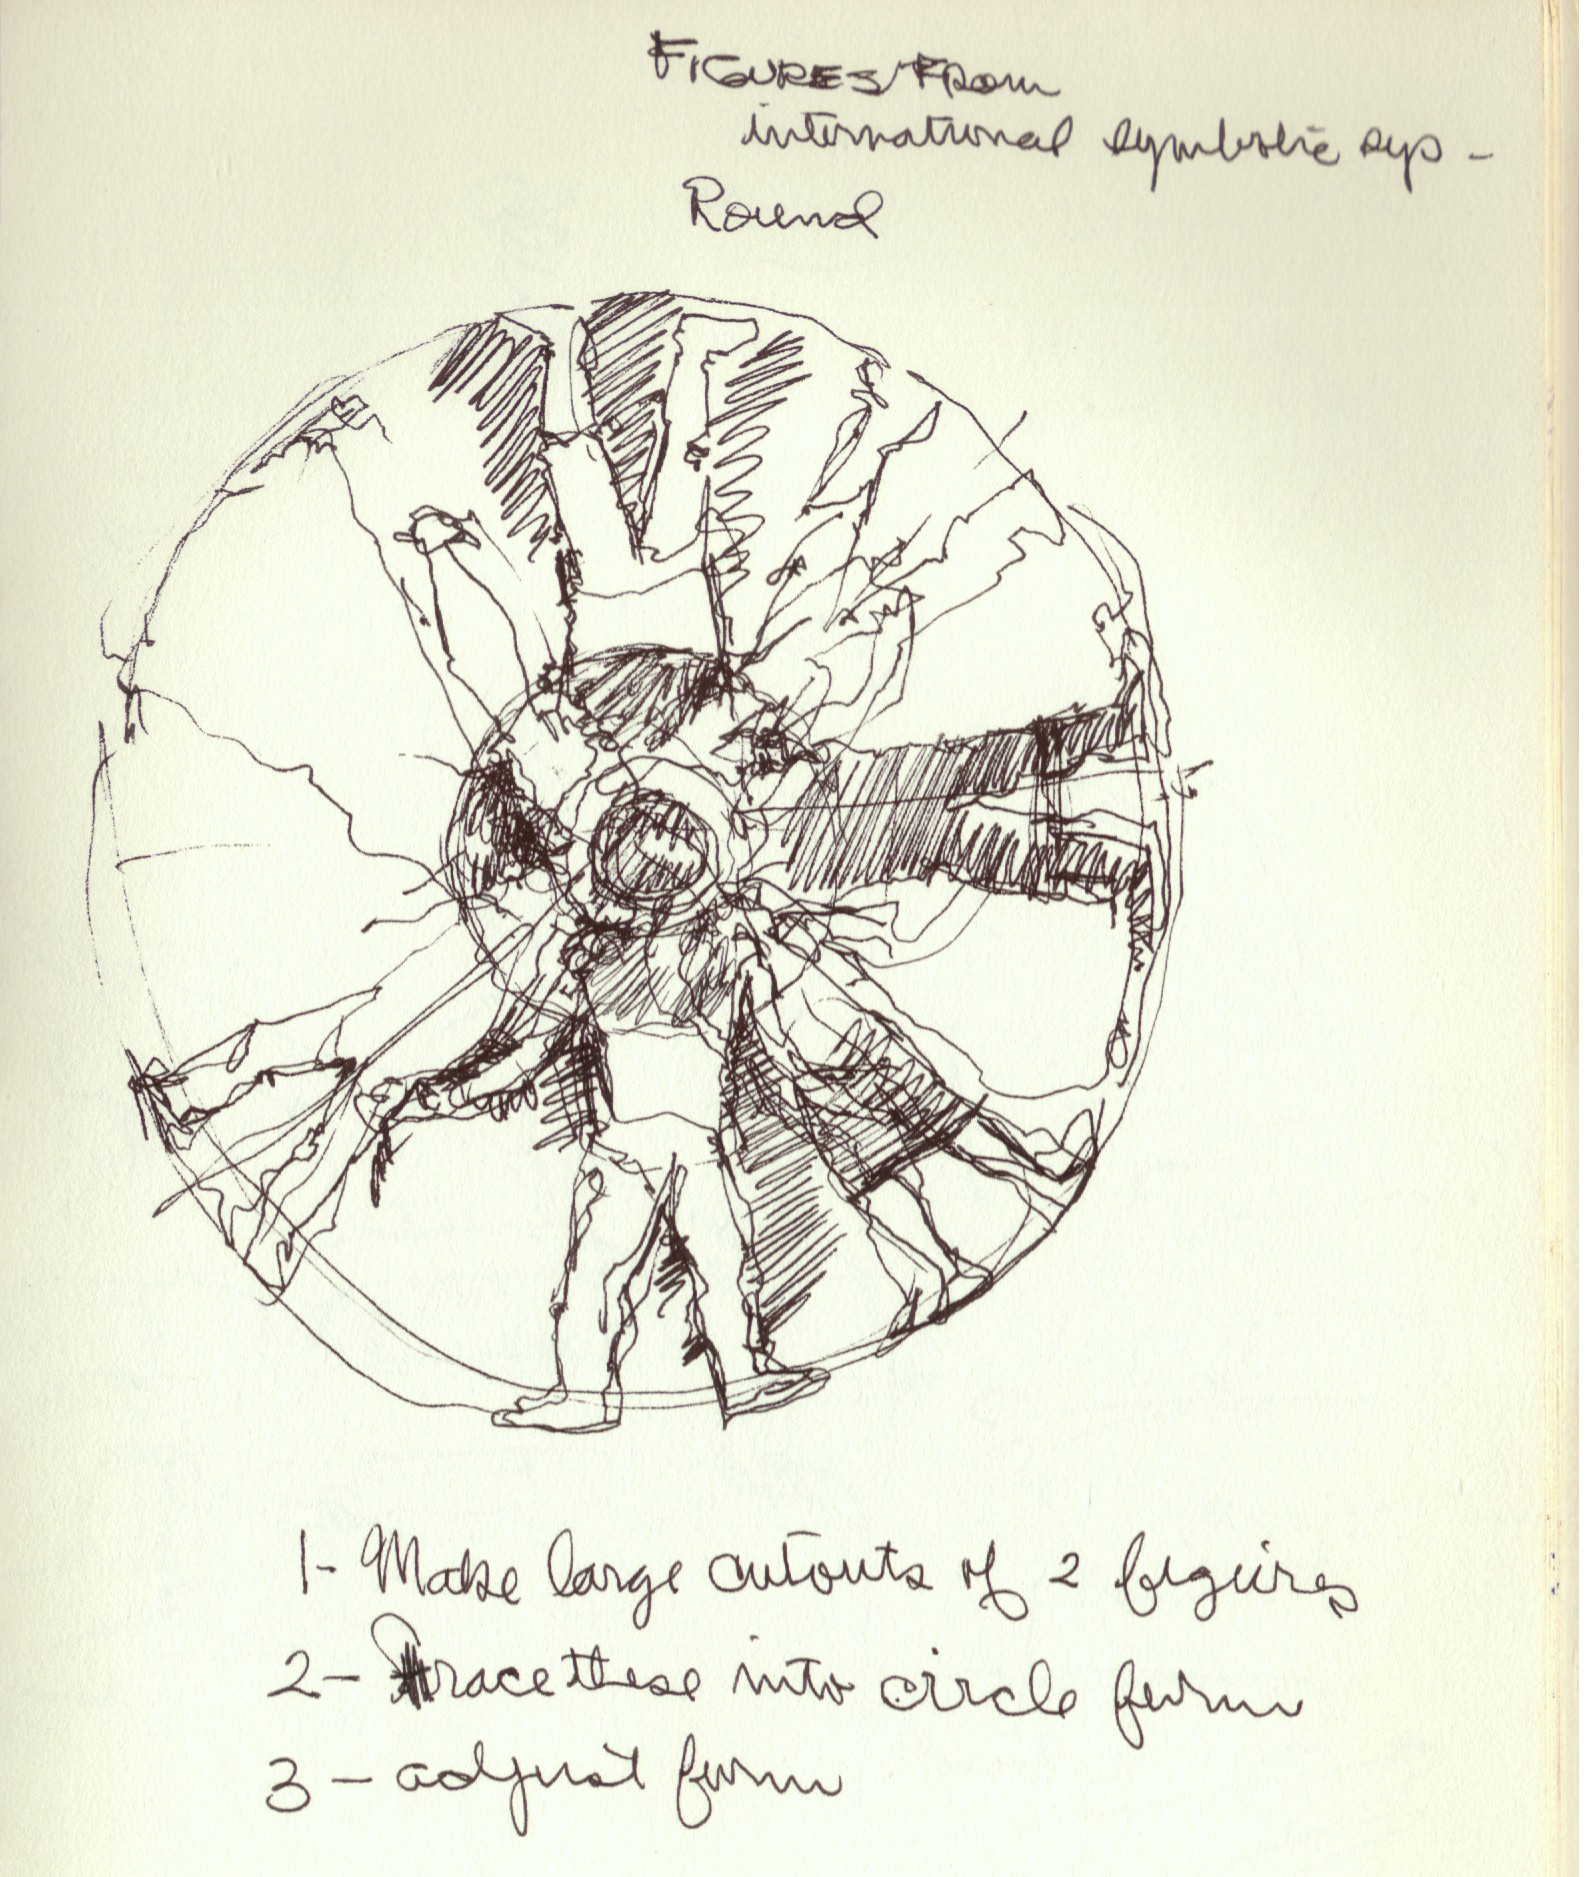 FIGURES FROM
international symbolic sys -
Round
1- Make large cutouts of 2 figures
2- Trace these into circle form
3- adjust form